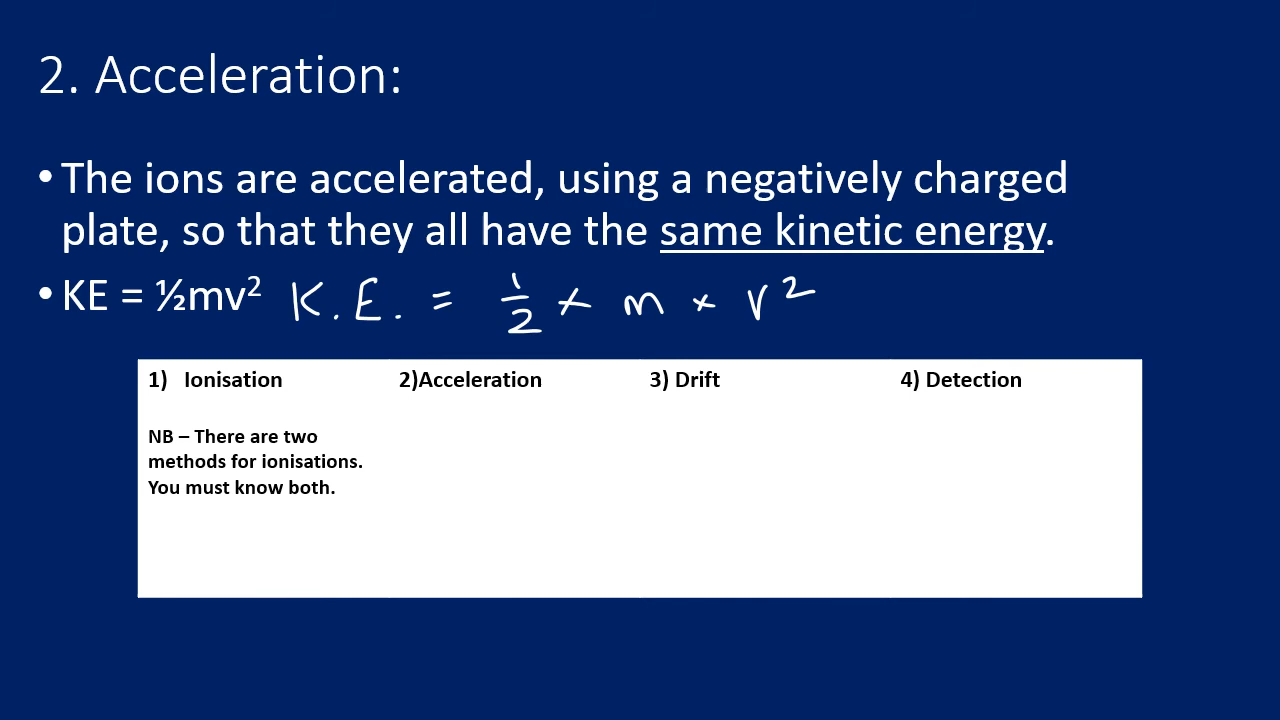 2. Acceleration:
• The ions are accelerated, using a negatively charged
plate, so that they all have the same kinetic energy.
• KE = ½mv² K.E. = 1/2 × m × v²
1) Ionisation 2)Acceleration 3) Drift 4) Detection
NB – There are two
methods for ionisations.
You must know both.